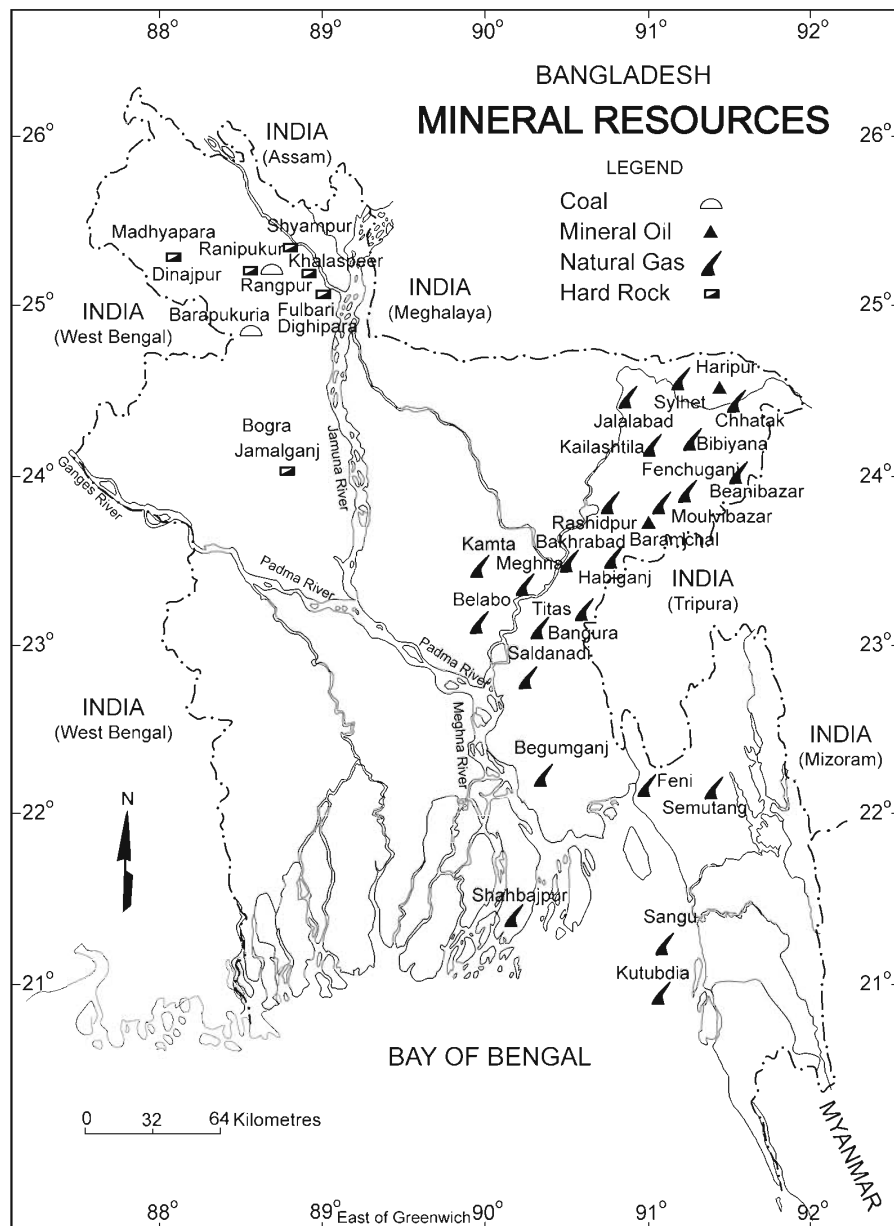 88° 89° 90° 91° 92°
BANGLADESH
MINERAL RESOURCES
26° 26°
INDIA
(Assam)
LEGEND
Coal
Mineral Oil
Natural Gas
Hard Rock
Shyampur
Madhyapara
Ranipukur
Khalaspeer
Dinajpur
Rangpur
25° 25°
INDIA
(West Bengal)
Barapukuria
Fulbari
Dighipara
INDIA
(Meghalaya)
Haripur
Sylhet
Jalalabad
Chhatak
Bogra
Jamalganj
Jamuna River
Kailashtila
Bibiyana
24° 24°
Ganges River
Fenchuganj
Beanibazar
Rashidpur
Moulvibazar
Baramchal
Kamta
Bakhrabad
Meghna
Habiganj
INDIA
(Tripura)
Padma River
Belabo
Titas
Bangura
23° 23°
Padma River
Saldanadi
INDIA
(West Bengal)
Meghna River
INDIA
(Mizoram)
Begumganj
Feni
Semutang
22° 22°
N
Shahbajpur
Sangu
Kutubdia
21° 21°
BAY OF BENGAL
0 32 64 Kilometres
MYANMAR
88° 89° 90° 91° 92°
East of Greenwich